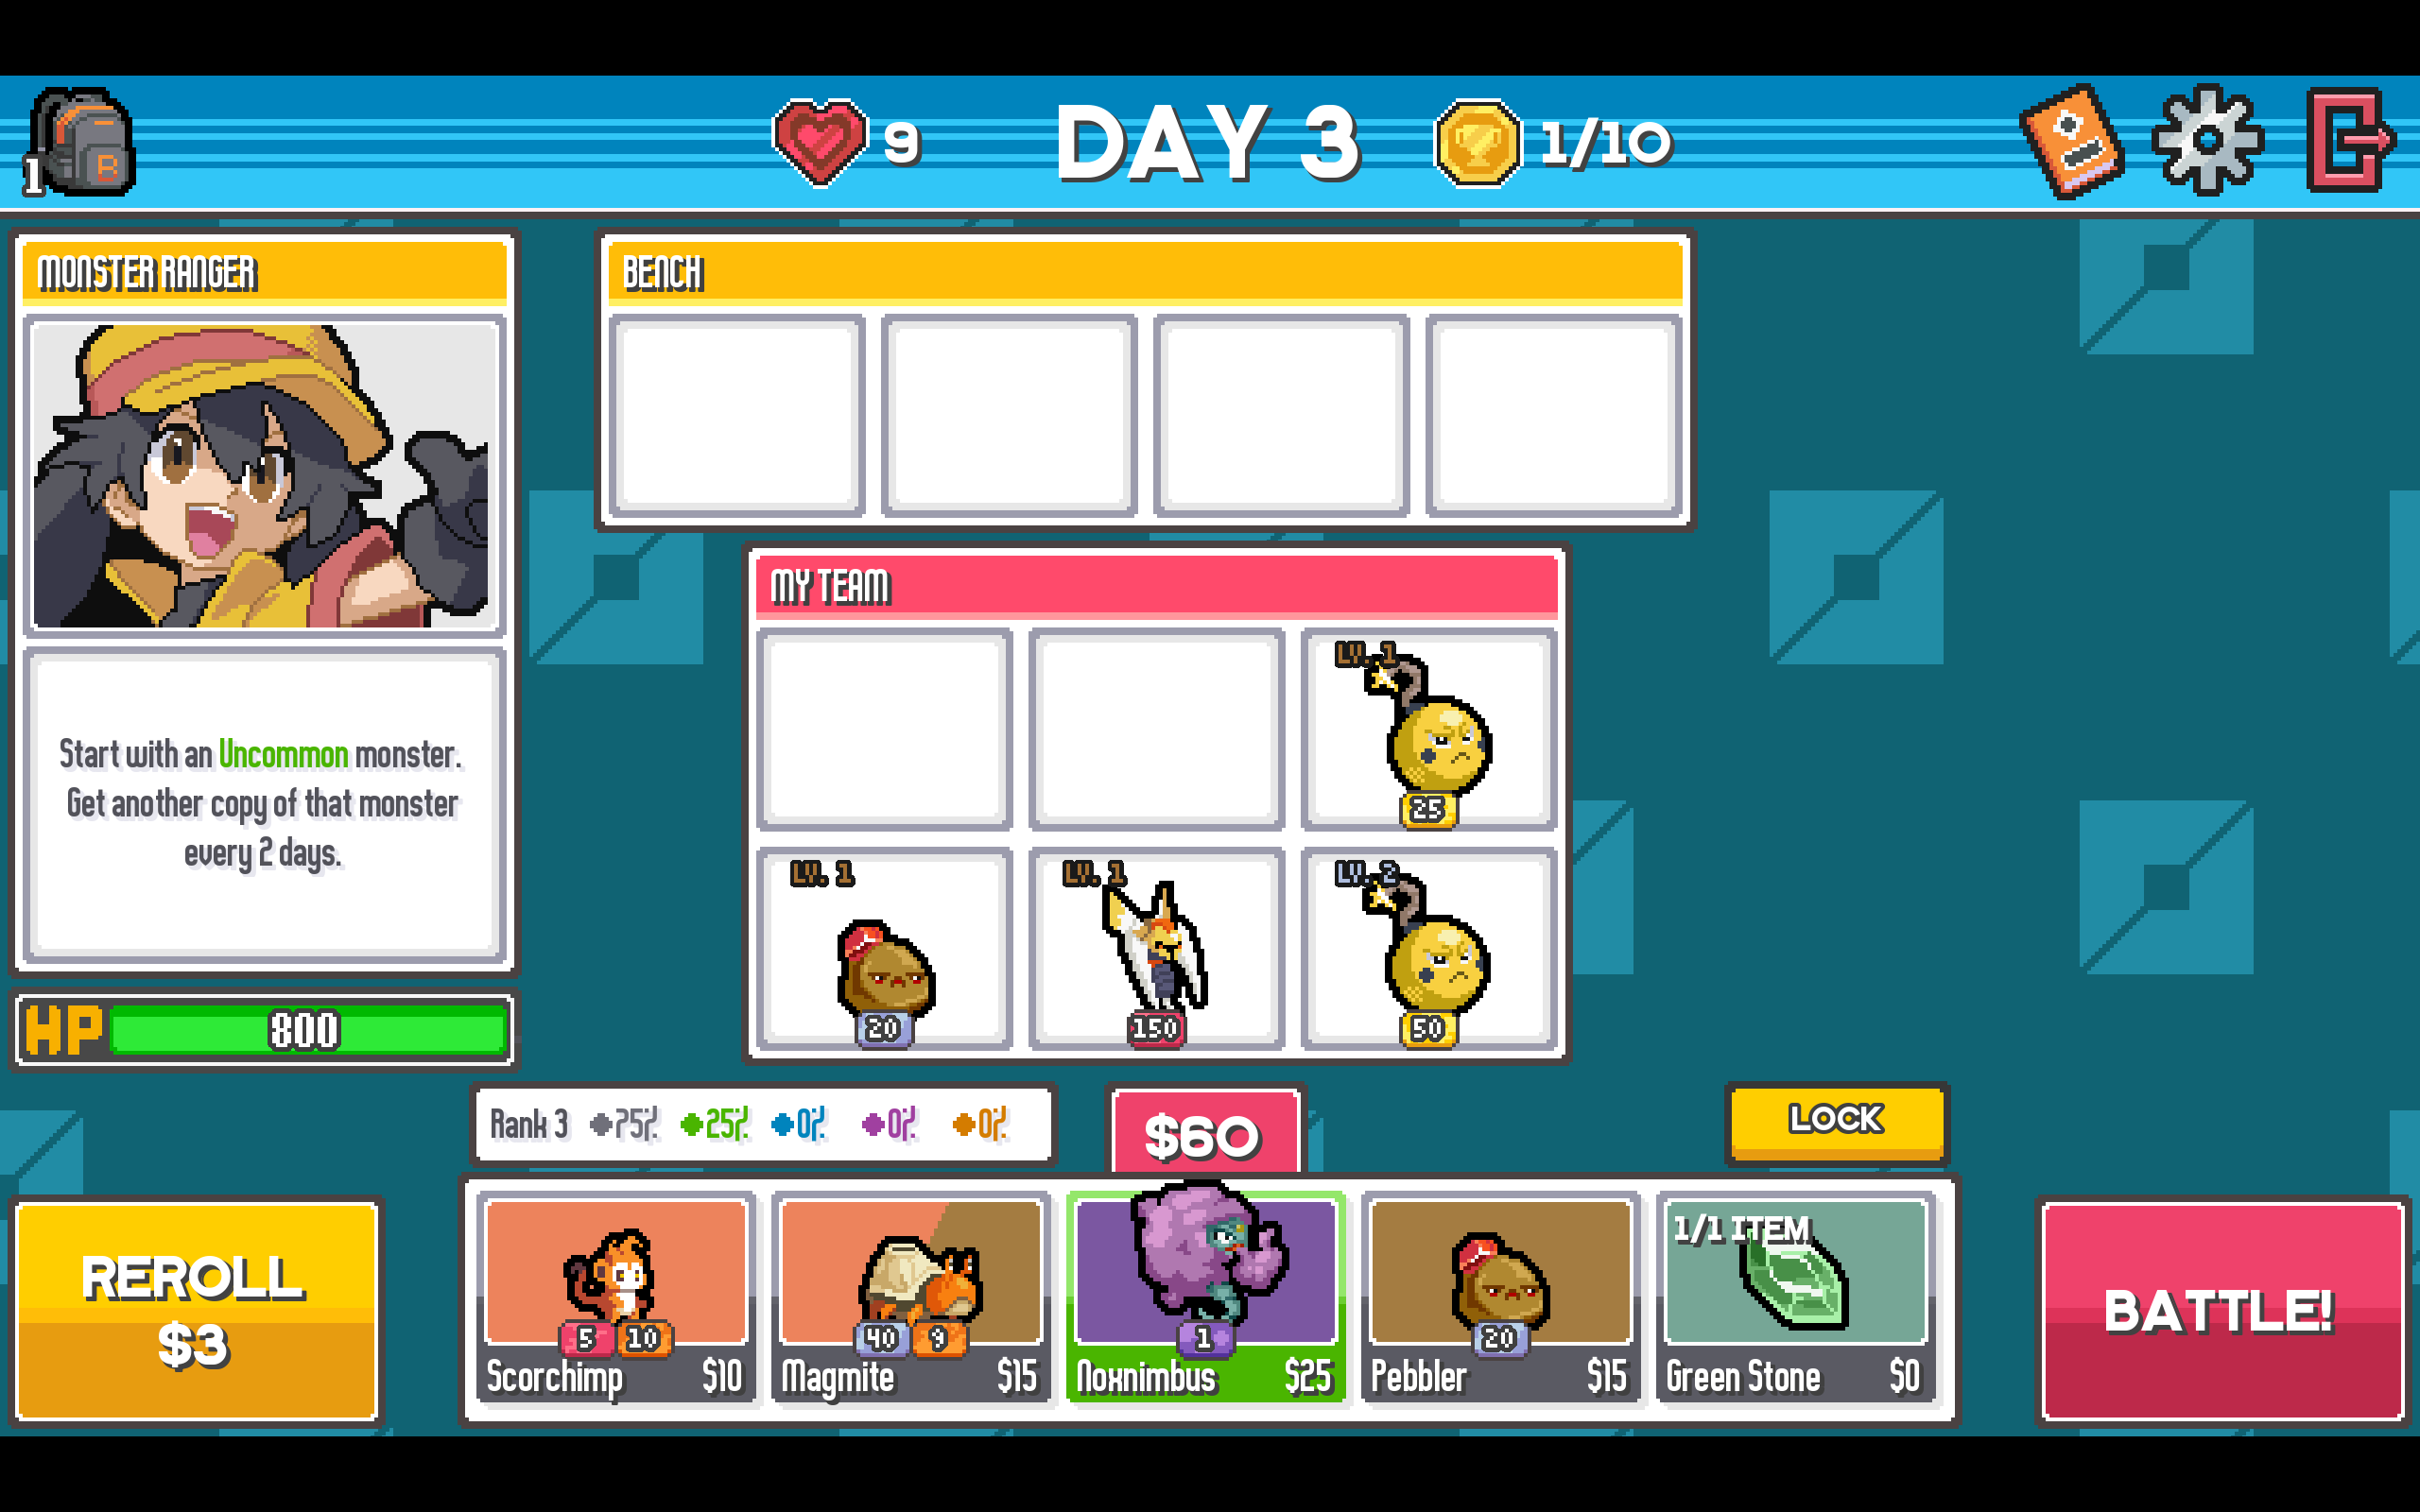 1
B
9
DAY 3
1/10
MONSTER RANGER
Start with an Uncommon monster.
Get another copy of that monster
every 2 days.
HP
800
BENCH
MY TEAM
LV. 1
25
LV. 1
20
LV. 1
150
LV. 2
50
Rank 3 75% 25% 0% 0% 0%
$60
LOCK
REROLL
$3
5 10
Scorchimp $10
40 9
Magmite $15
1
Noxnimbus $25
20
Pebbler $15
1/1 ITEM
Green Stone $0
BATTLE!